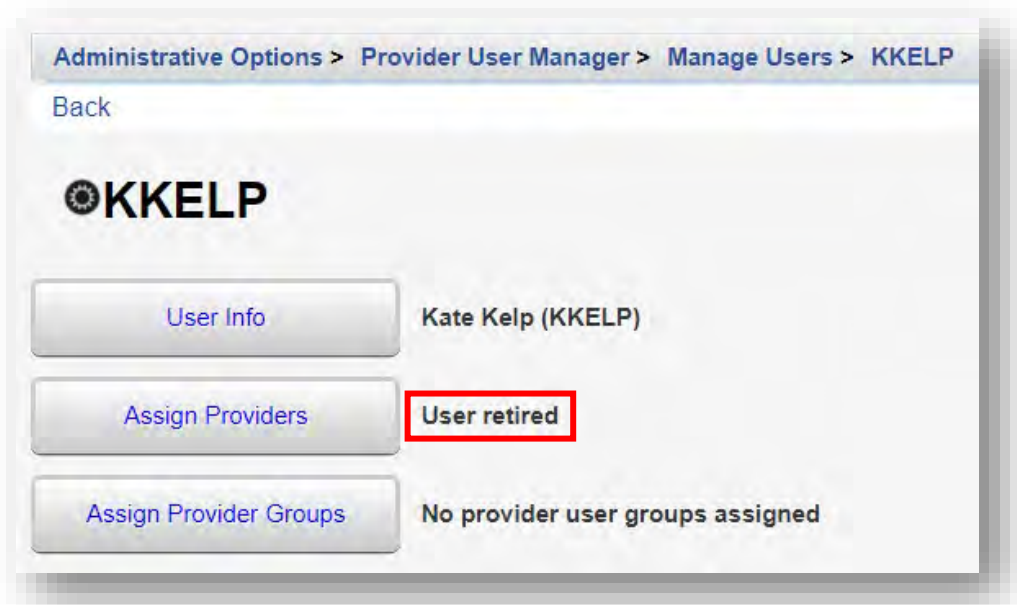 Administrative Options > Provider User Manager > Manage Users > KKELP
Back
KKELP
User Info Kate Kelp (KKELP)
Assign Providers User retired
Assign Provider Groups No provider user groups assigned